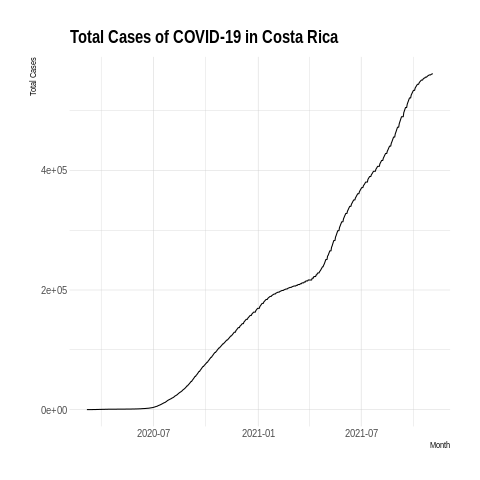 Total Cases of COVID-19 in Costa Rica
Total Cases
4e+05
2e+05
0e+00
2020-07 2021-01 2021-07
Month